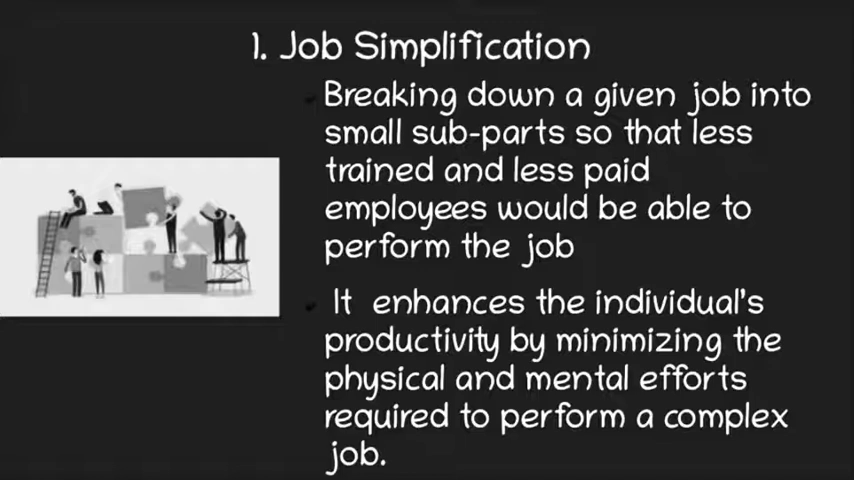 1. Job Simplification
Breaking down a given job into
small sub-parts so that less
trained and less paid
employees would be able to
perform the job
It enhances the individual's
productivity by minimizing the
physical and mental efforts
required to perform a complex
job.